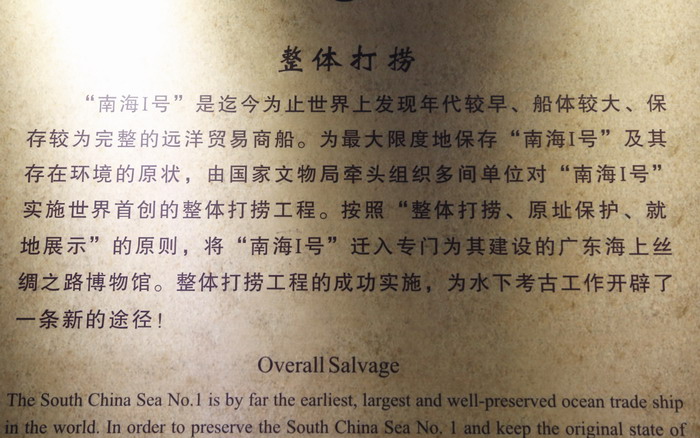 整体打捞
“南海I号”是迄今为止世界上发现年代较早、船体较大、保
存较为完整的远洋贸易商船。为最大限度地保存“南海I号”及其
存在环境的原状，由国家文物局牵头组织多间单位对“南海I号”
实施世界首创的整体打捞工程。按照“整体打捞、原址保护、就
地展示”的原则，将“南海I号”迁入专门为其建设的广东海上丝
绸之路博物馆。整体打捞工程的成功实施，为水下考古工作开辟了
一条新的途径！
Overall Salvage
The South China Sea No.1 is by far the earliest, largest and well-preserved ocean trade ship
in the world. In order to preserve the South China Sea No. 1 and keep the original state of